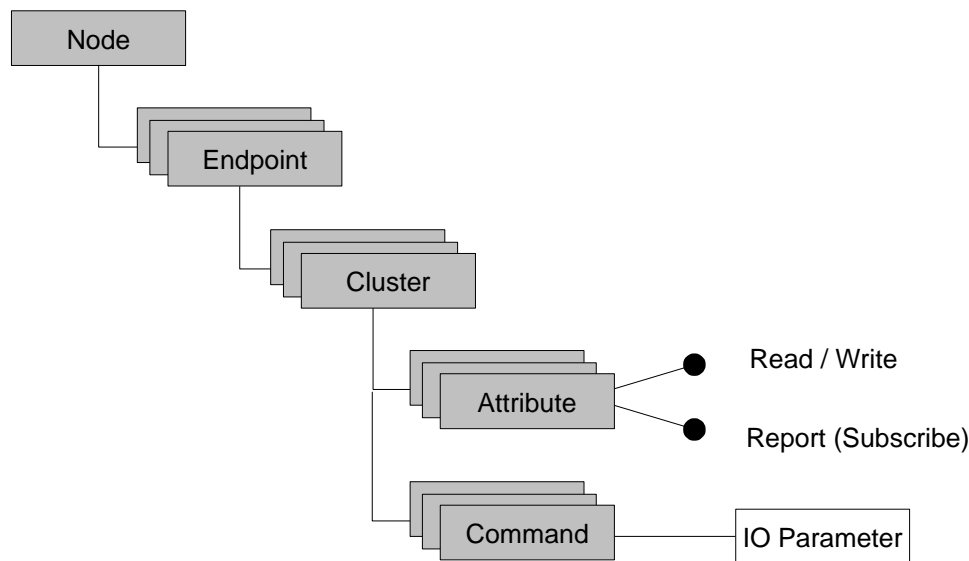 Node
Endpoint
Cluster
Read / Write
Attribute
Report (Subscribe)
Command
IO Parameter